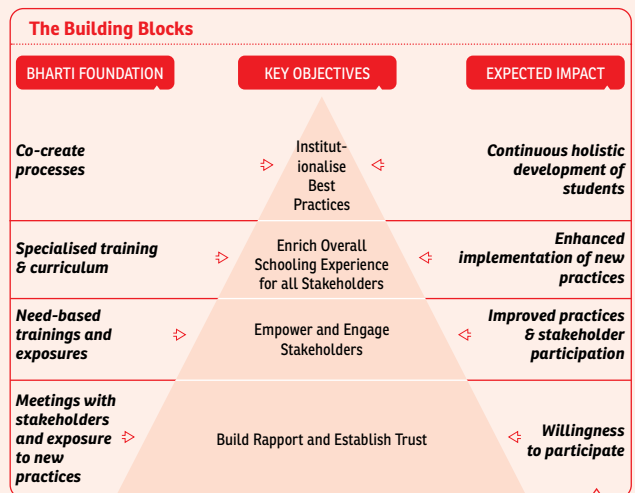 The Building Blocks
BHARTI FOUNDATION
KEY OBJECTIVES
EXPECTED IMPACT
Co-create
processes
Institut-
ionalise
Best
Practices
Continuous holistic
development of
students
Specialised training
& curriculum
Enrich Overall
Schooling Experience
for all Stakeholders
Enhanced
implementation of new
practices
Need-based
trainings and
exposures
Empower and Engage
Stakeholders
Improved practices
& stakeholder
participation
Meetings with
stakeholders
and exposure
to new
practices
Build Rapport and Establish Trust
Willingness
to participate